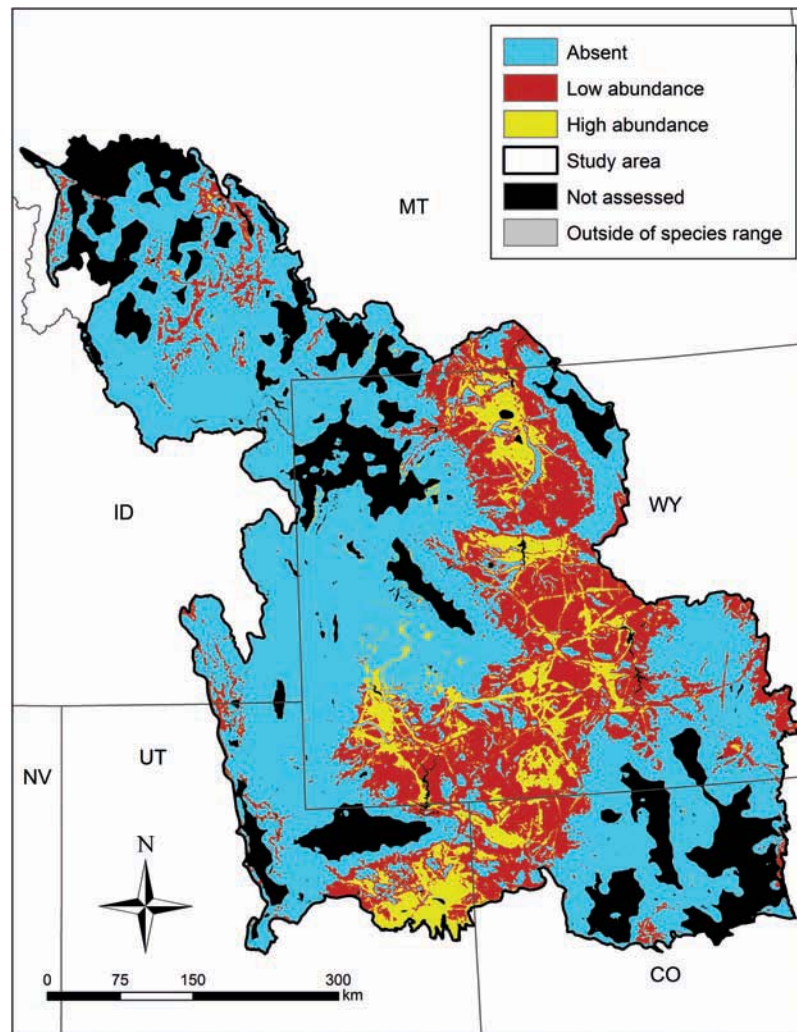 Absent
Low abundance
High abundance
Study area
Not assessed
Outside of species range
MT
ID
WY
NV
UT
N
CO
0 75 150 300
km